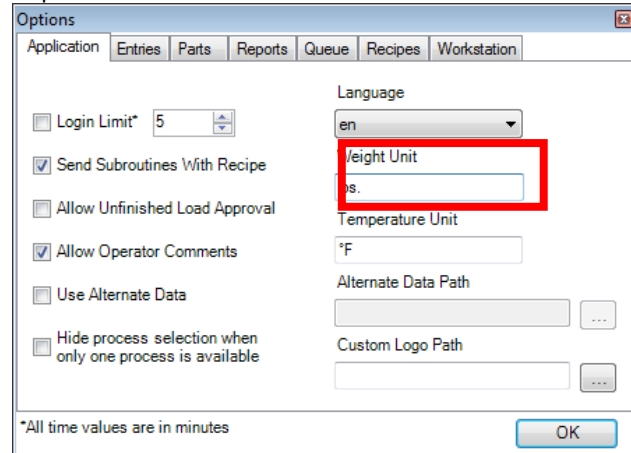 Options
Application Entries Parts Reports Queue Recipes Workstation
Language
Login Limit* 5
en
Send Subroutines With Recipe
Weight Unit
Allow Unfinished Load Approval
Temperature Unit
Allow Operator Comments
°F
Use Alternate Data
Alternate Data Path
...
Hide process selection when
only one process is available
Custom Logo Path
...
*All time values are in minutes
OK